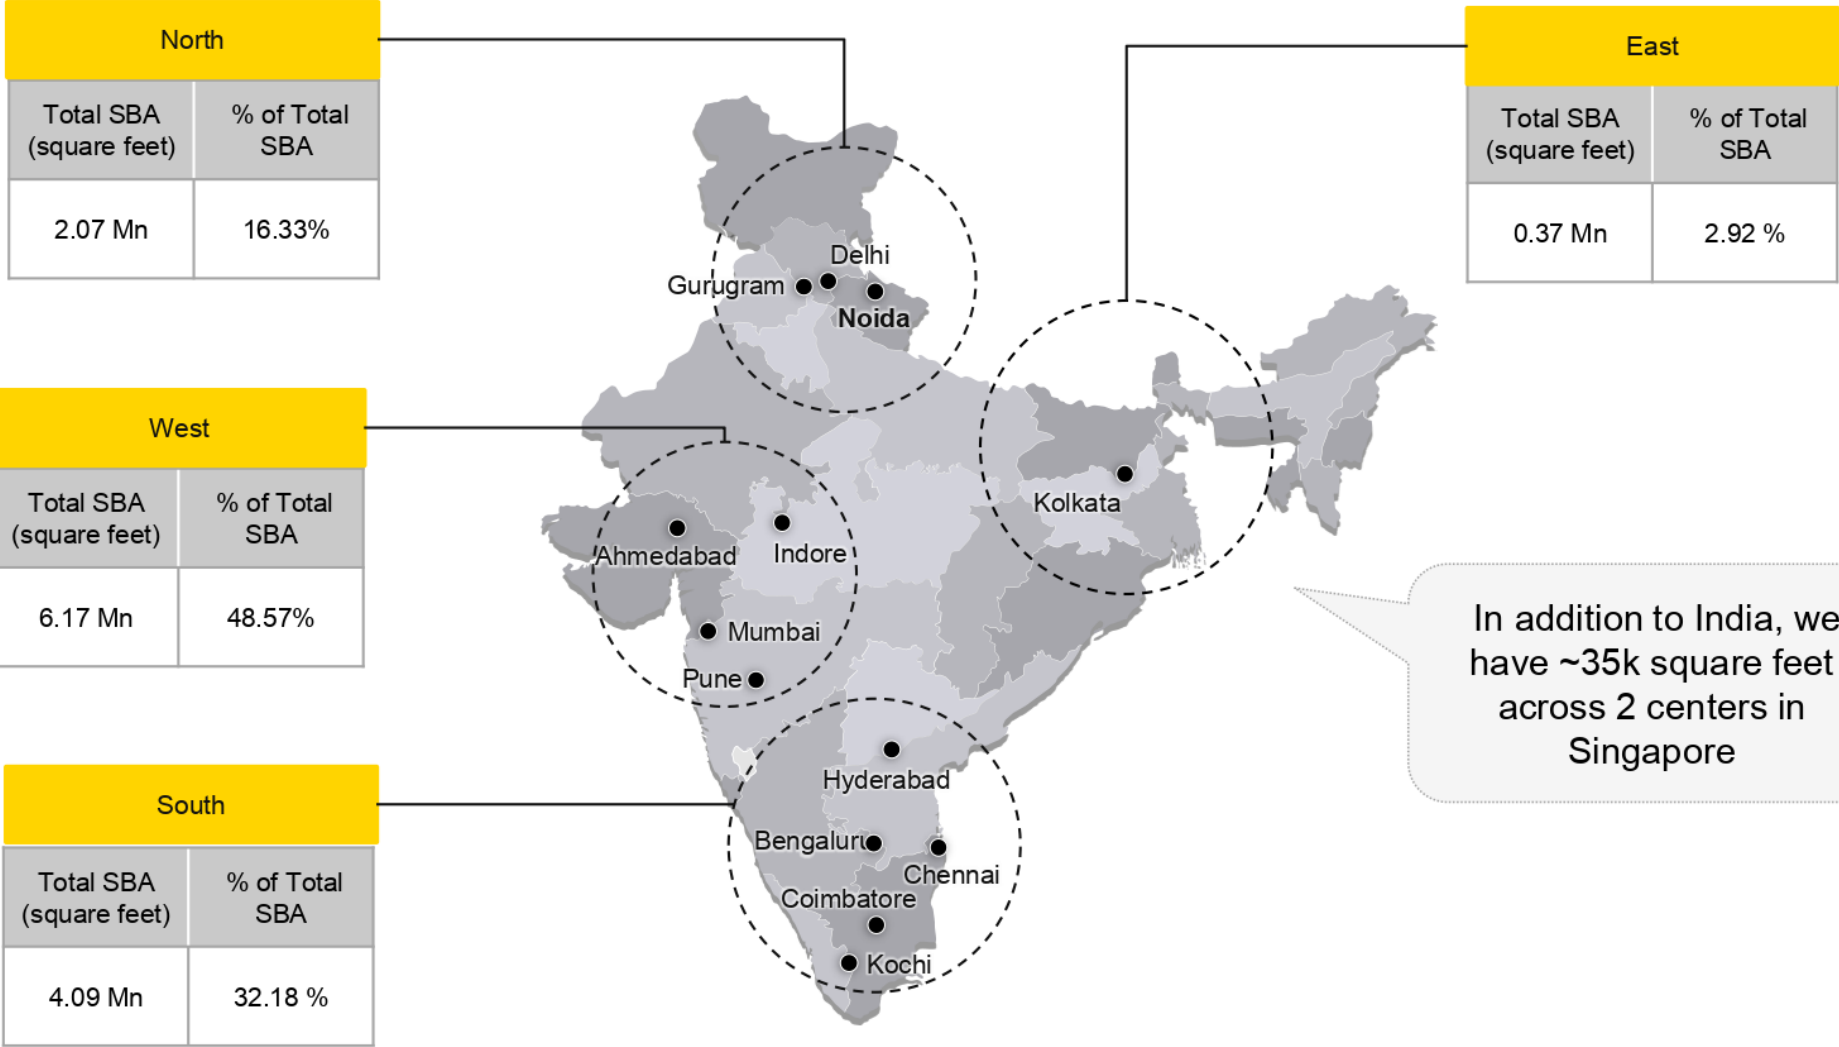 North
Total SBA
(square feet)
% of Total
SBA
2.07 Mn
16.33%
East
Total SBA
(square feet)
% of Total
SBA
0.37 Mn
2.92 %
Delhi
Gurugram
Noida
West
Total SBA
(square feet)
% of Total
SBA
6.17 Mn
48.57%
Kolkata
Ahmedabad
Indore
Mumbai
Pune
In addition to India, we
have ~35k square feet
across 2 centers in
Singapore
South
Total SBA
(square feet)
% of Total
SBA
4.09 Mn
32.18 %
Hyderabad
Bengaluru
Chennai
Coimbatore
Kochi